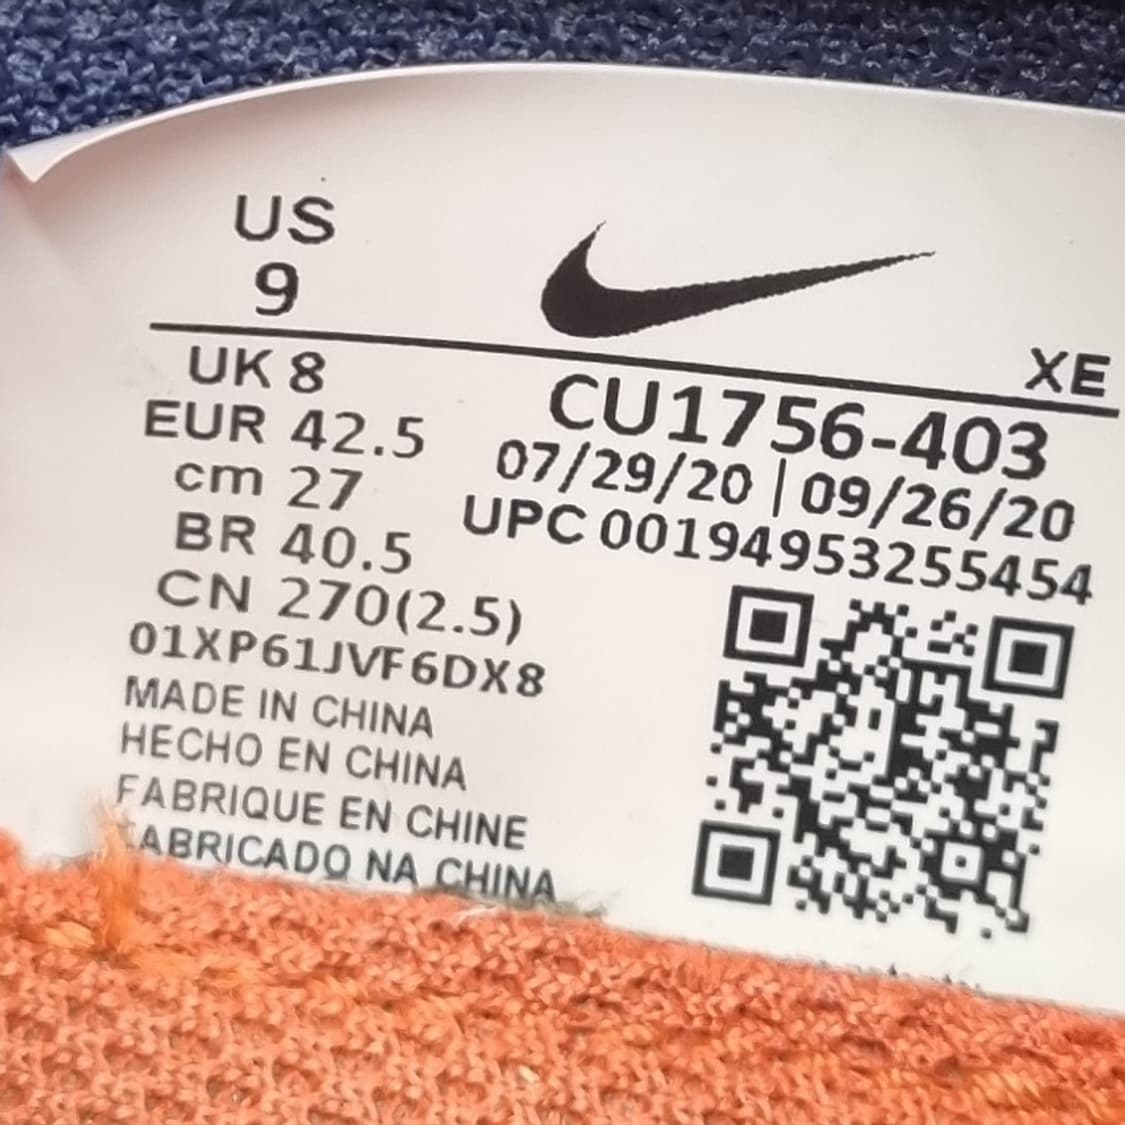 US
9
XE
UK 8
EUR 42.5
cm 27
BR 40.5
CN 270(2.5)
01XP61JVF6DX8
MADE IN CHINA
HECHO EN CHINA
FABRIQUE EN CHINE
FABRICADO NA CHINA
CU1756-403
07/29/20 | 09/26/20
UPC 00194953255454